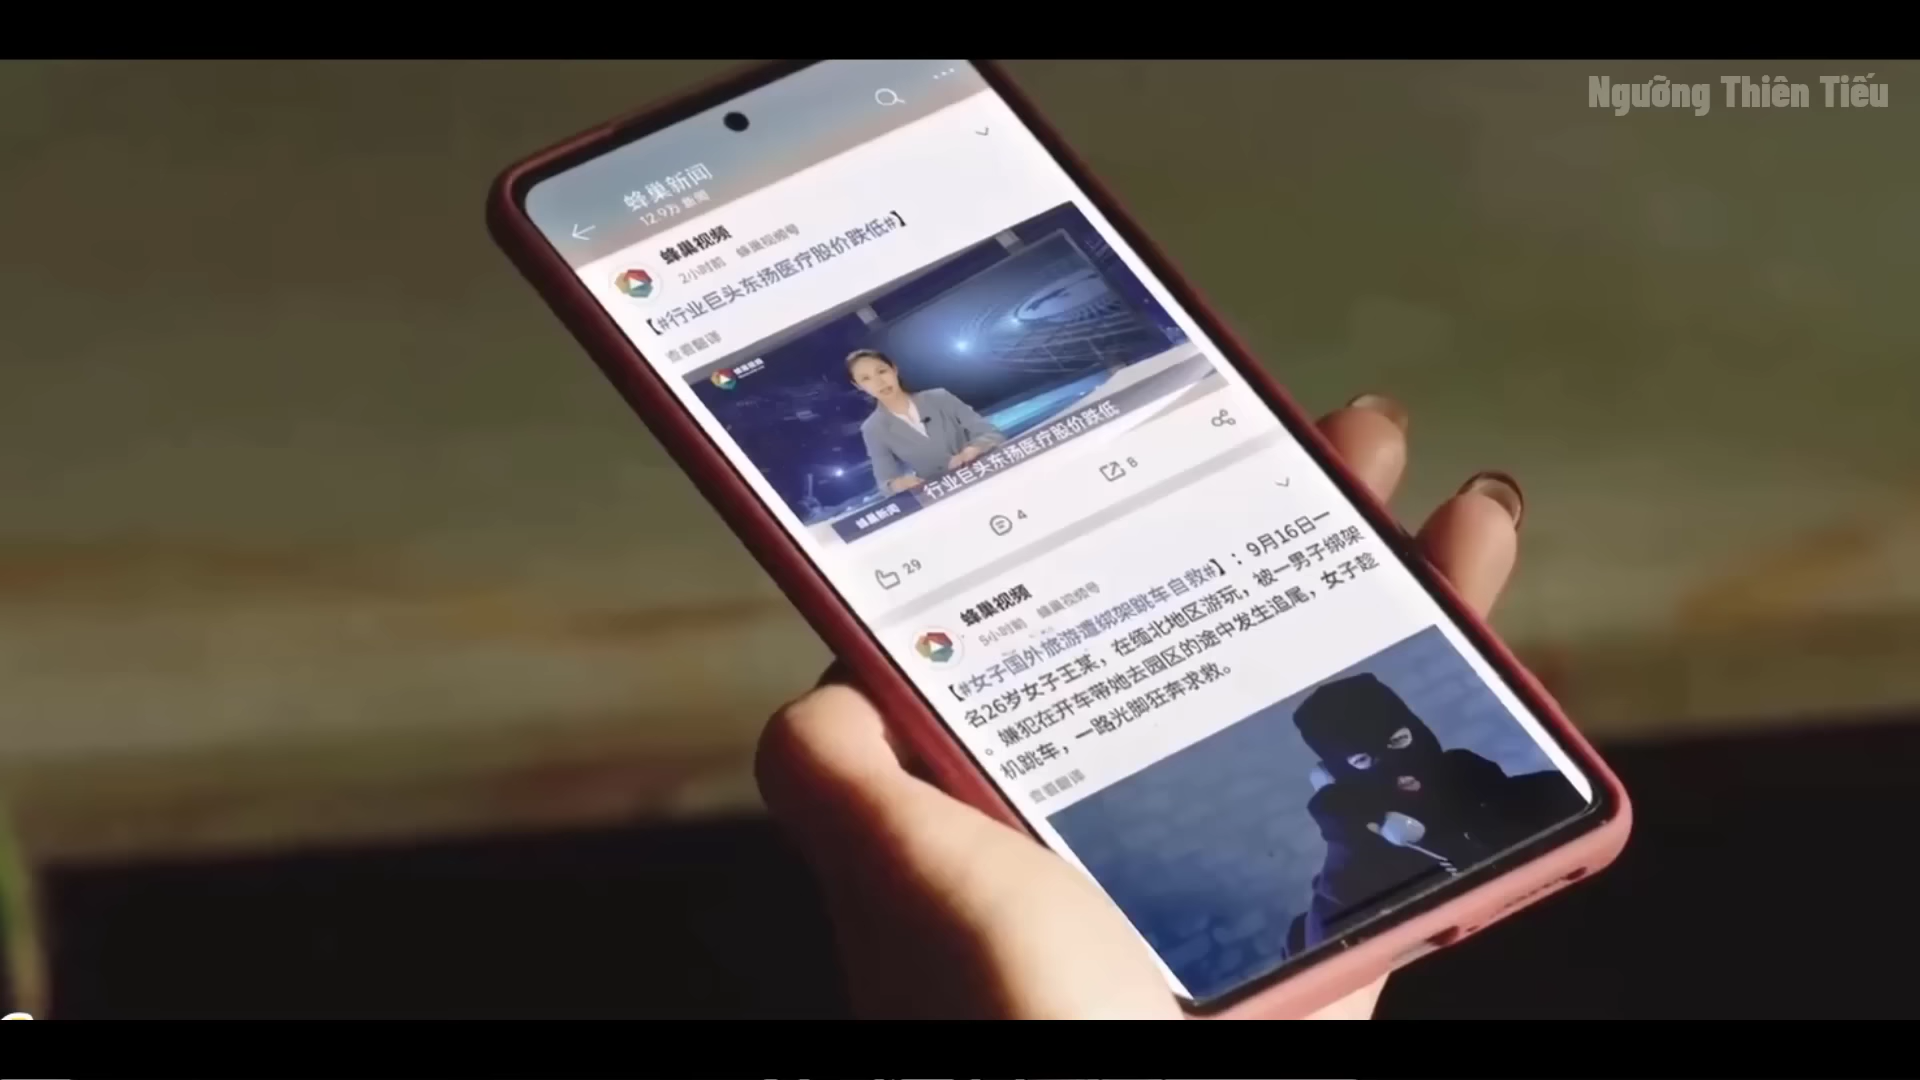 Ngưỡng Thiên Tiếu
蜂巢新闻
12.9万 新闻
蜂巢视频
2小时前 蜂巢视频号
【#行业巨头东扬医疗股价跌低#】
查看翻译
蜂巢视频
行业巨头东扬医疗股价跌低
蜂巢新闻
29
4
8
蜂巢视频
5小时前 蜂巢视频号
【#女子国外旅游遭绑架跳车自救#】：9月16日一
名26岁女子王某，在缅北地区游玩，被一男子绑架
。嫌犯在开车带她去园区的途中发生追尾，女子趁
机跳车，一路光脚狂奔求救。
查看翻译